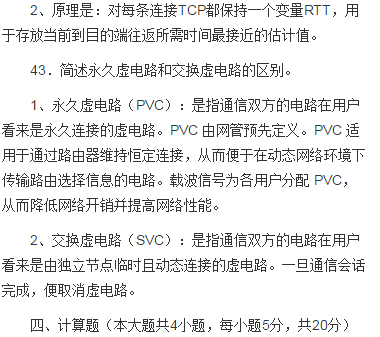 2、原理是：对每条连接TCP都保持一个变量RTT，用
于存放当前到目的端往返所需时间最接近的估计值。
43．简述永久虚电路和交换虚电路的区别。
1、永久虚电路（PVC）：是指通信双方的电路在用户
看来是永久连接的虚电路。PVC 由网管预先定义。PVC 适
用于通过路由器维持恒定连接，从而便于在动态网络环境下
传输路由选择信息的电路。载波信号为各用户分配 PVC，
从而降低网络开销并提高网络性能。
2、交换虚电路（SVC）：是指通信双方的电路在用户
看来是由独立节点临时且动态连接的虚电路。一旦通信会话
完成，便取消虚电路。
四、计算题（本大题共4小题，每小题5分，共20分）